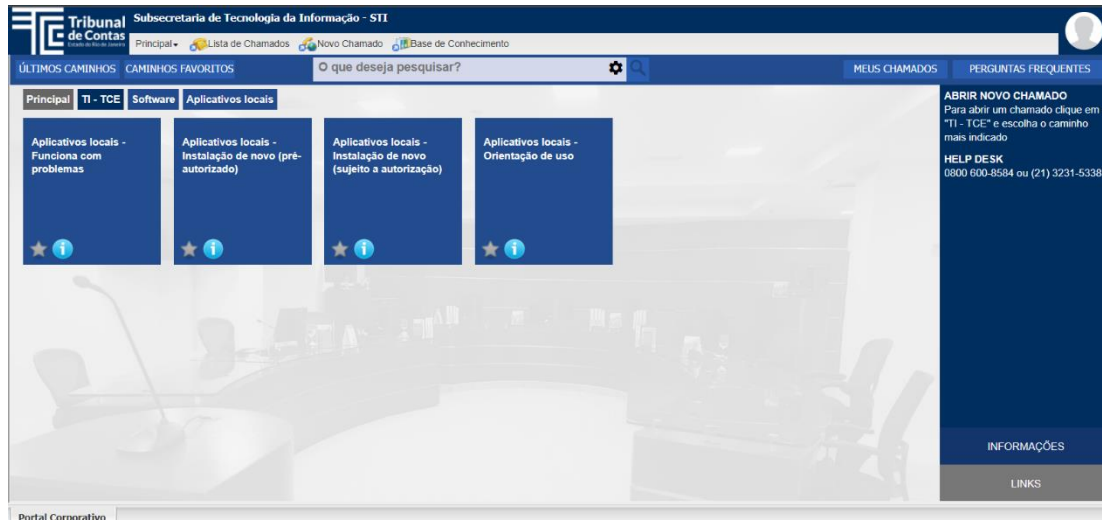 Tribunal
de Contas
Estado do Rio de Janeiro
Subsecretaria de Tecnologia da Informação - STI
Principal Lista de Chamados Novo Chamado Base de Conhecimento
ÚLTIMOS CAMINHOS CAMINHOS FAVORITOS O que deseja pesquisar? MEUS CHAMADOS PERGUNTAS FREQUENTES
Principal TI - TCE Software Aplicativos locais
Aplicativos locais -
Funciona com
problemas
Aplicativos locais -
Instalação de novo (pré-
autorizado)
Aplicativos locais -
Instalação de novo
(sujeito a autorização)
Aplicativos locais -
Orientação de uso
ABRIR NOVO CHAMADO
Para abrir um chamado clique em
"TI - TCE" e escolha o caminho
mais indicado
HELP DESK
0800 600-8584 ou (21) 3231-5338
INFORMAÇÕES
LINKS
Portal Corporativo